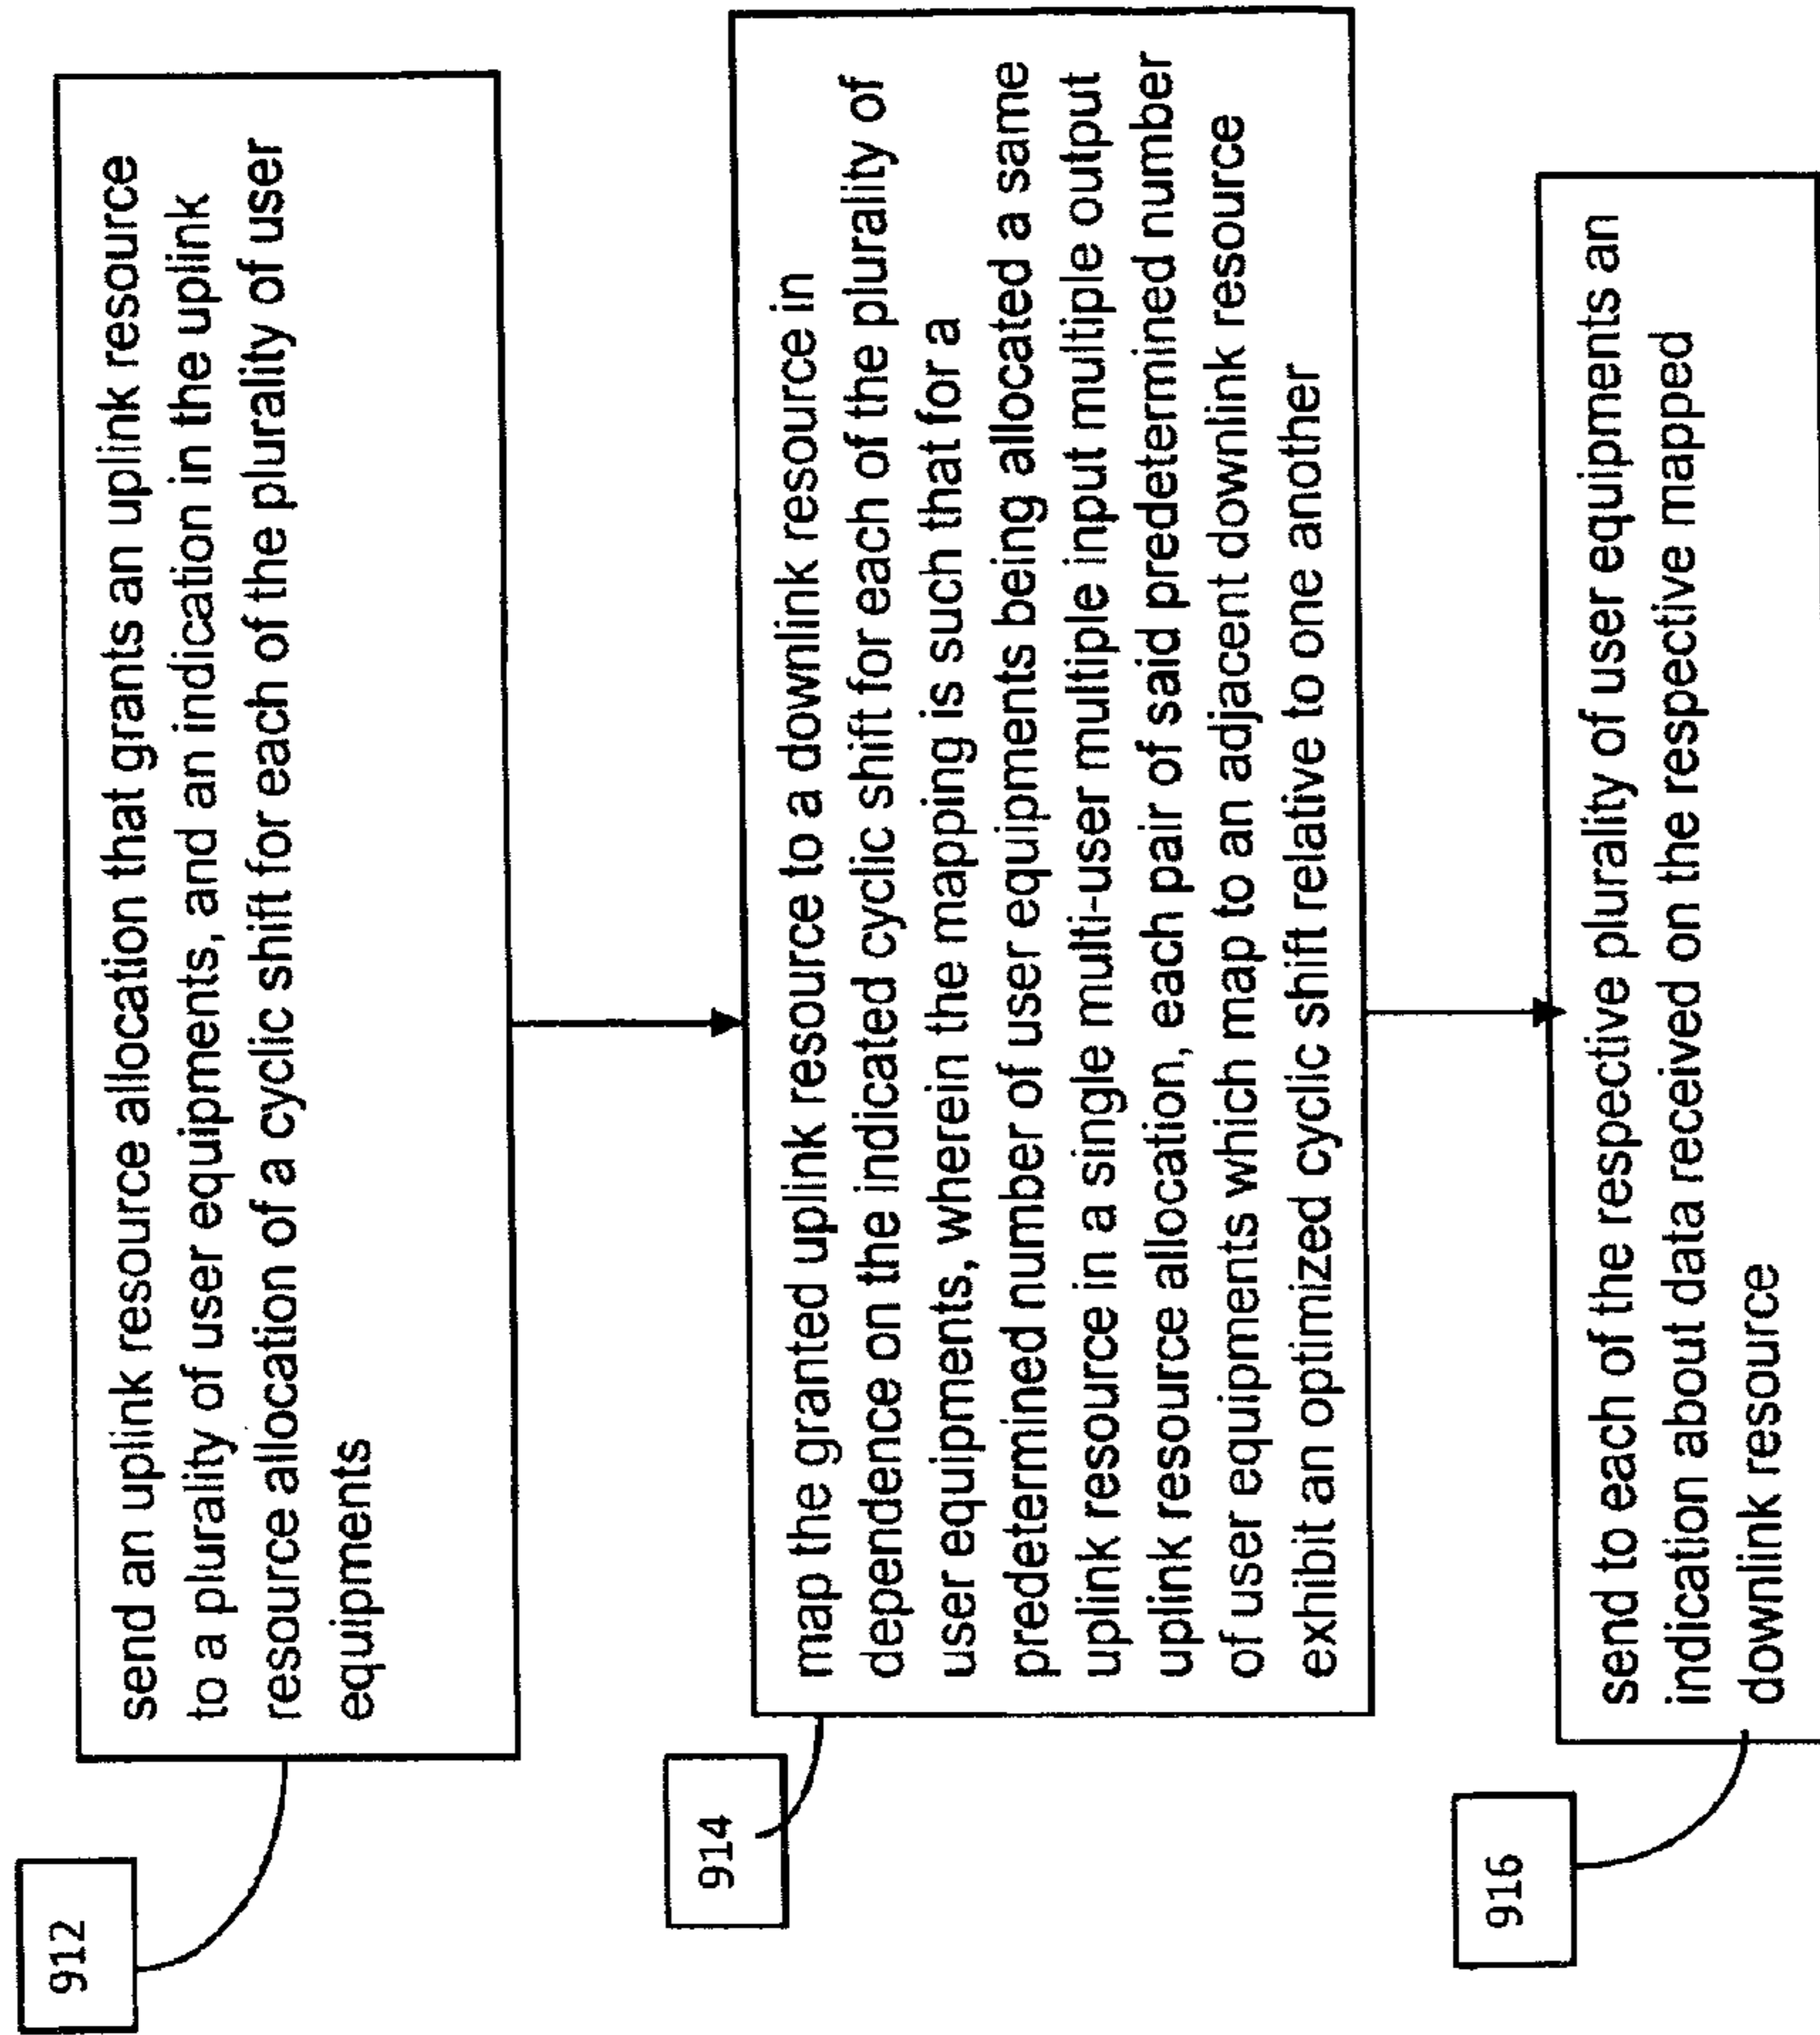 912
send an uplink resource allocation that grants an uplink resource
to a plurality of user equipments, and an indication in the uplink
resource allocation of a cyclic shift for each of the plurality of user
equipments
914
map the granted uplink resource to a downlink resource in
dependence on the indicated cyclic shift for each of the plurality of
user equipments, wherein the mapping is such that for a
predetermined number of user equipments being allocated a same
uplink resource in a single multi-user multiple input multiple output
uplink resource allocation, each pair of said predetermined number
of user equipments which map to an adjacent downlink resource
exhibit an optimized cyclic shift relative to one another
916
send to each of the respective plurality of user equipments an
indication about data received on the respective mapped
downlink resource